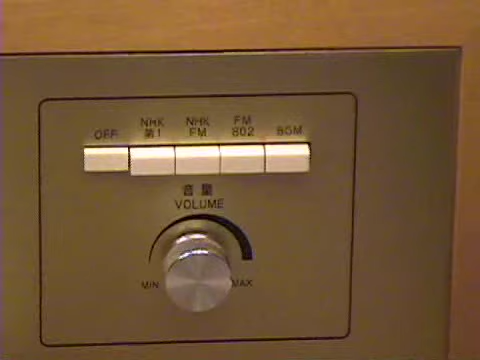 OFF
NHK
第1
NHK
FM
FM
802
BGM
音量
VOLUME
MIN
MAX